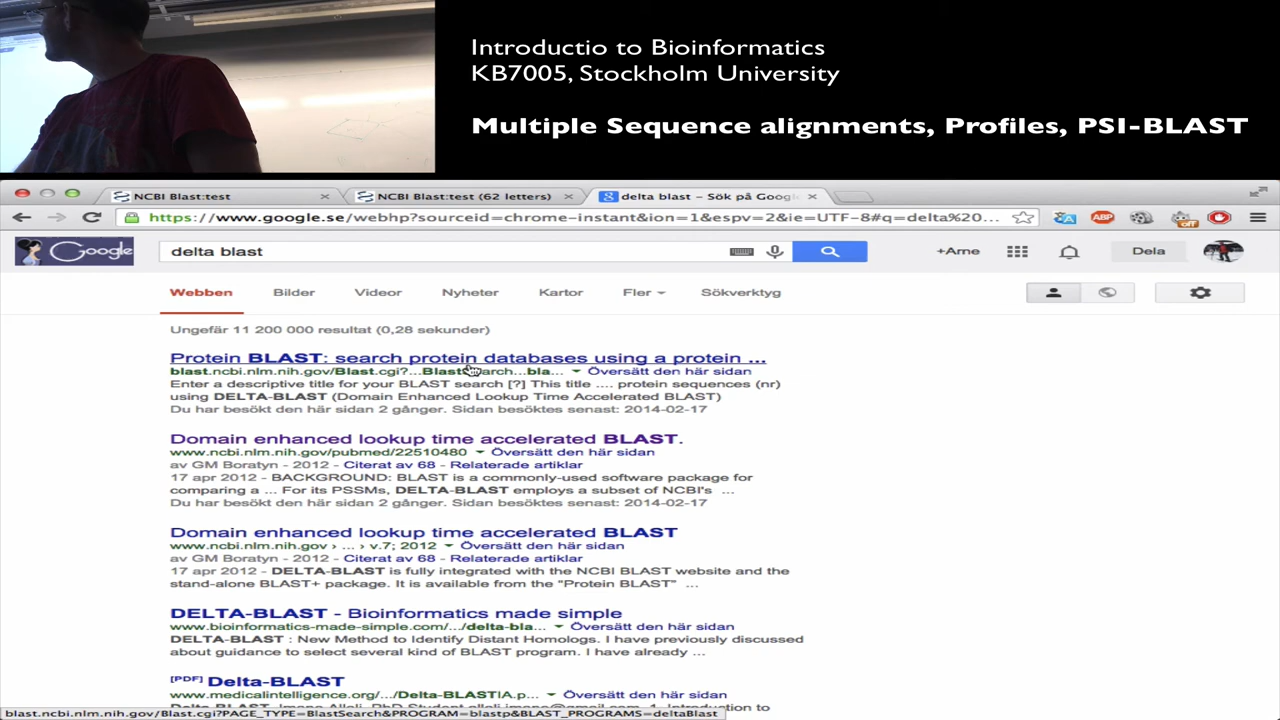 Introductio to Bioinformatics
KB7005, Stockholm University
Multiple Sequence alignments, Profiles, PSI-BLAST
NCBI Blast:test
NCBI Blast:test (62 letters)
delta blast – Sök på Goog
https://www.google.se/webhp?sourceid=chrome-instant&ion=1&espv=2&ie=UTF-8#q=delta%20...
ABP
off
Google
delta blast
+Arne
Dela
Webben
Bilder
Videor
Nyheter
Kartor
Fler
Sökverktyg
Ungefär 11 200 000 resultat (0,28 sekunder)
Protein BLAST: search protein databases using a protein ...
blast.ncbi.nlm.nih.gov/Blast.cgi?...Blast...bla... Översätt den här sidan
Enter a descriptive title for your BLAST search [?] This title .... protein sequences (nr)
using DELTA-BLAST (Domain Enhanced Lookup Time Accelerated BLAST)
Du har besökt den här sidan 2 gånger. Sidan besöktes senast: 2014-02-17
Domain enhanced lookup time accelerated BLAST.
www.ncbi.nlm.nih.gov/pubmed/22510480 Översätt den här sidan
av GM Boratyn - 2012 - Citerat av 68 - Relaterade artiklar
17 apr 2012 - BACKGROUND: BLAST is a commonly-used software package for
comparing a ... For its PSSMs, DELTA-BLAST employs a subset of NCBI's ...
Du har besökt den här sidan 2 gånger. Sidan besöktes senast: 2014-02-17
Domain enhanced lookup time accelerated BLAST
www.ncbi.nlm.nih.gov › ... › v.7; 2012 Översätt den här sidan
av GM Boratyn - 2012 - Citerat av 68 - Relaterade artiklar
17 apr 2012 - DELTA-BLAST is fully integrated with the NCBI BLAST website and the
stand-alone BLAST+ package. It is available from the "Protein BLAST" ...
DELTA-BLAST - Bioinformatics made simple
www.bioinformatics-made-simple.com/.../delta-bla... Översätt den här sidan
DELTA-BLAST : New Method to Identify Distant Homologs. I have previously discussed
about guidance to select several kind of BLAST program. I have already ...
[PDF] Delta-BLAST
www.medicalintelligence.org/.../Delta-BLASTIA.p... Översätt den här sidan
blast.ncbi.nlm.nih.gov/Blast.cgi?PAGE_TYPE=BlastSearch&PROGRAM=blastp&BLAST_PROGRAMS=deltaBlast